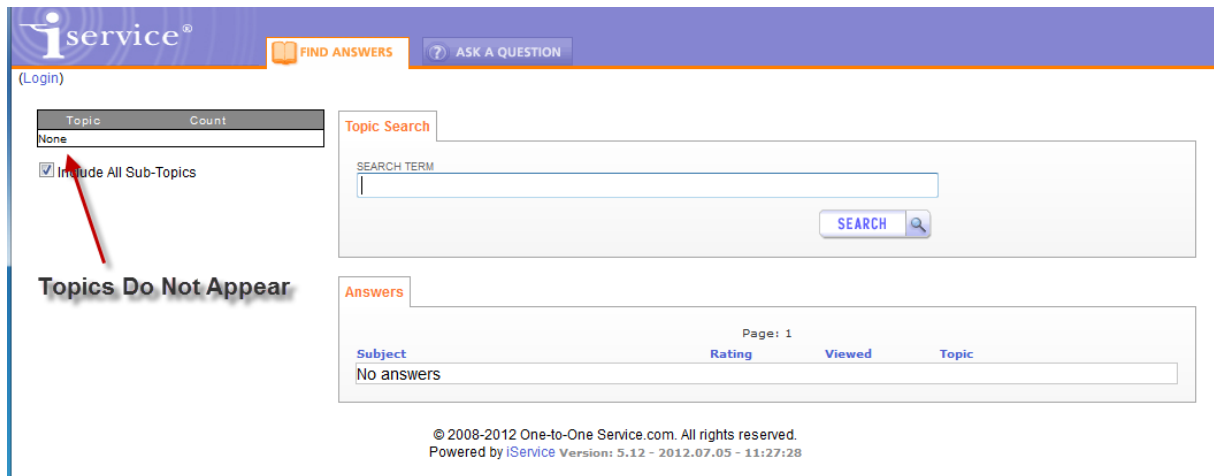 iservice®
FIND ANSWERS
? ASK A QUESTION
(Login)
Topic Count
None
Include All Sub-Topics
Topics Do Not Appear
Topic Search
SEARCH TERM
SEARCH
Answers
Page: 1
Subject Rating Viewed Topic
No answers
© 2008-2012 One-to-One Service.com. All rights reserved.
Powered by iService Version: 5.12 - 2012.07.05 - 11:27:28